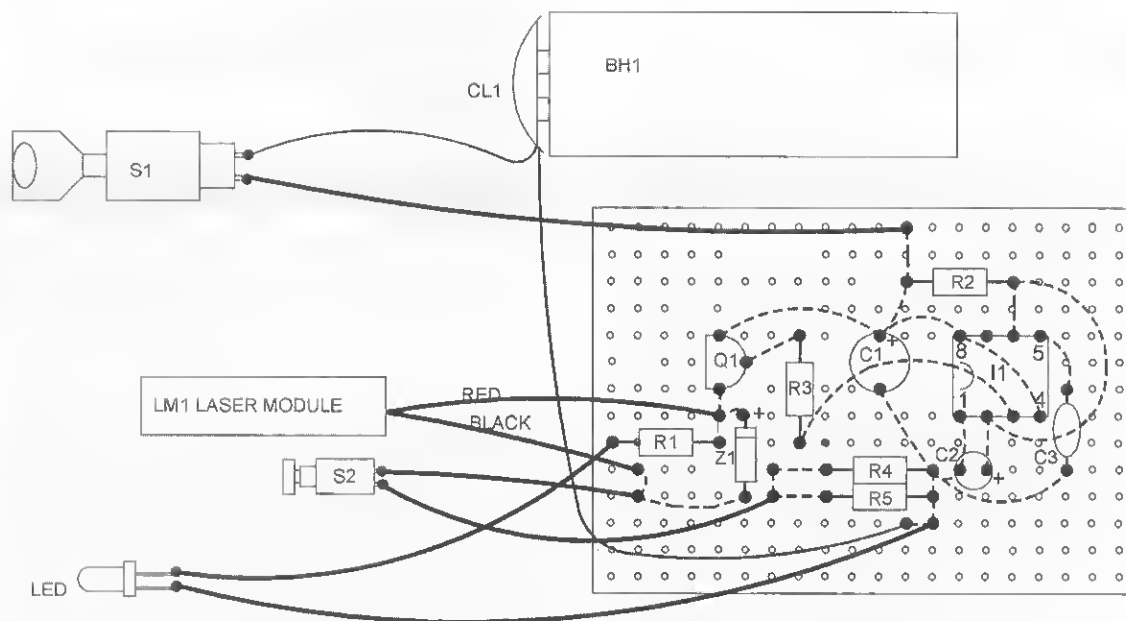 BH1
CL1
S1
R2
8
5
Q1
C1
+
I1
R3
LM1 LASER MODULE
RED
BLACK
+
1
4
R1
Z1
C2
C3
S2
R4
+
R5
LED